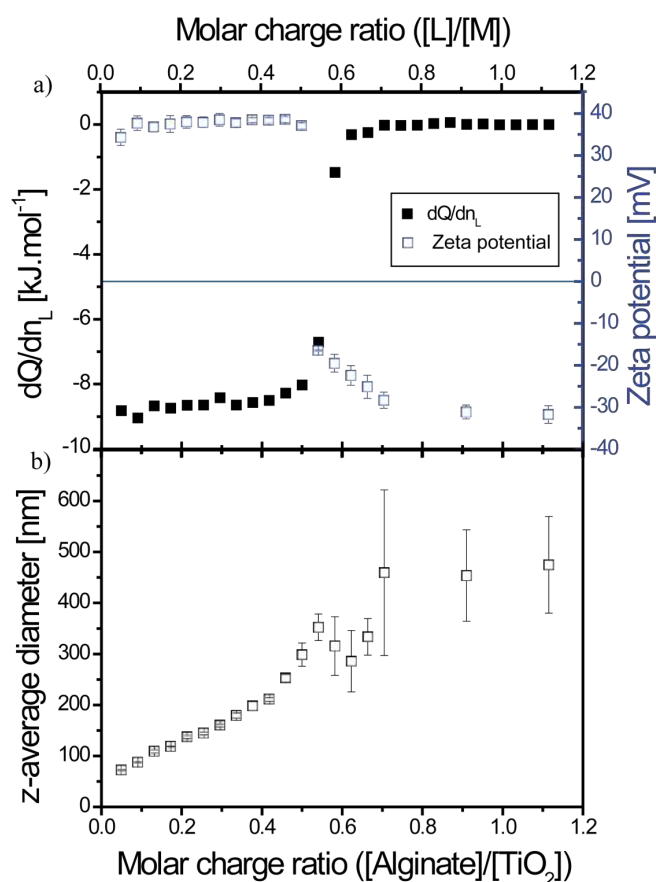 Molar charge ratio ([L]/[M])
0.0 0.2 0.4 0.6 0.8 1.0 1.2
a)
0
-2
-4
-6
-8
-10
dQ/dn_L [kJ.mol⁻¹]
dQ/dn_L
Zeta potential
40
30
20
10
0
-10
-20
-30
-40
Zeta potential [mV]
b)
600
500
400
300
200
100
0
z-average diameter [nm]
0.0 0.2 0.4 0.6 0.8 1.0 1.2
Molar charge ratio ([Alginate]/[TiO₂])